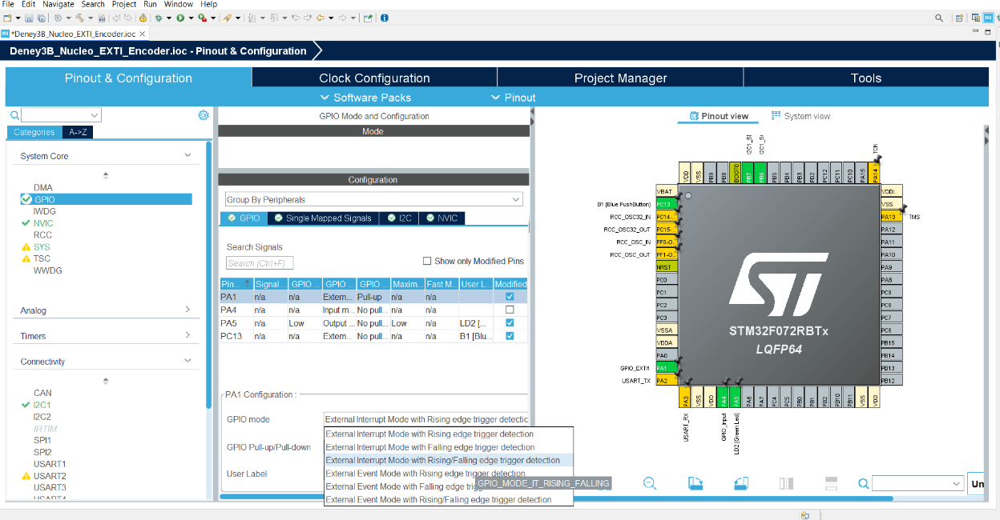 File Edit Navigate Search Project Run Window Help
*Deney3B_Nucleo_EXTI_Encoder.ioc
Deney3B_Nucleo_EXTI_Encoder.ioc - Pinout & Configuration
Pinout & Configuration Clock Configuration Project Manager Tools
Software Packs Pinout
GPIO Mode and Configuration
Mode
Categories A->Z
System Core
DMA
GPIO
IWDG
NVIC
RCC
SYS
TSC
WWDG
Analog
Timers
Connectivity
CAN
I2C1
I2C2
IRTIM
SPI1
SPI2
USART1
USART2
USART3
USART4
Configuration
Group By Peripherals
GPIO Single Mapped Signals I2C NVIC
Search Signals
Search (Ctrl+F) Show only Modified Pins
Pin... Signal ... GPIO ... GPIO ... GPIO ... Maxim... Fast M... User L... Modified
PA1 n/a n/a Extern... Pull-up n/a n/a
PA4 n/a n/a Input m... No pull... n/a n/a
PA5 n/a Low Output ... No pull... Low n/a LD2 [...
PC13 n/a n/a Extern... No pull... n/a n/a B1 [Blu...
PA1 Configuration :
GPIO mode External Interrupt Mode with Rising edge trigger detectic
GPIO Pull-up/Pull-down
User Label
External Interrupt Mode with Rising edge trigger detection
External Interrupt Mode with Falling edge trigger detection
External Interrupt Mode with Rising/Falling edge trigger detection
External Event Mode with Rising edge trigger detection
External Event Mode with Falling edge trigg
External Event Mode with Rising/Falling edge trigger detection
GPIO_MODE_IT_RISING_FALLING
Pinout view System view
I2C1_S
I2C1_S
TCK
VDD VSS PB9 PB8 BOOT0 PB7 PB6 PB5 PB4 PB3 PD2 PC12 PC11 PC10 PA15 PA14
VBAT
B1 [Blue PushButton] PC13
RCC_OSC32_IN PC14-
RCC_OSC32_OUT PC15-
RCC_OSC_IN PF0-O
RCC_OSC_OUT PF1-O
NRST
PC0
PC1
PC2
PC3
VSSA
VDDA
PA0
GPIO_EXTI1 PA1
USART_TX PA2
STM32F072RBTx
LQFP64
VDDI
VSS
PA13 TMS
PA12
PA11
PA10
PA9
PA8
PC9
PC8
PC7
PC6
PB15
PB14
PB13
PB12
PA3 VSS VDD PA4 PA5 PA6 PA7 PC4 PC5 PB0 PB1 PB2 PB10 PB11 VSS VDD
USART_RX
GPIO_Input
LD2 [Green Led]
Un